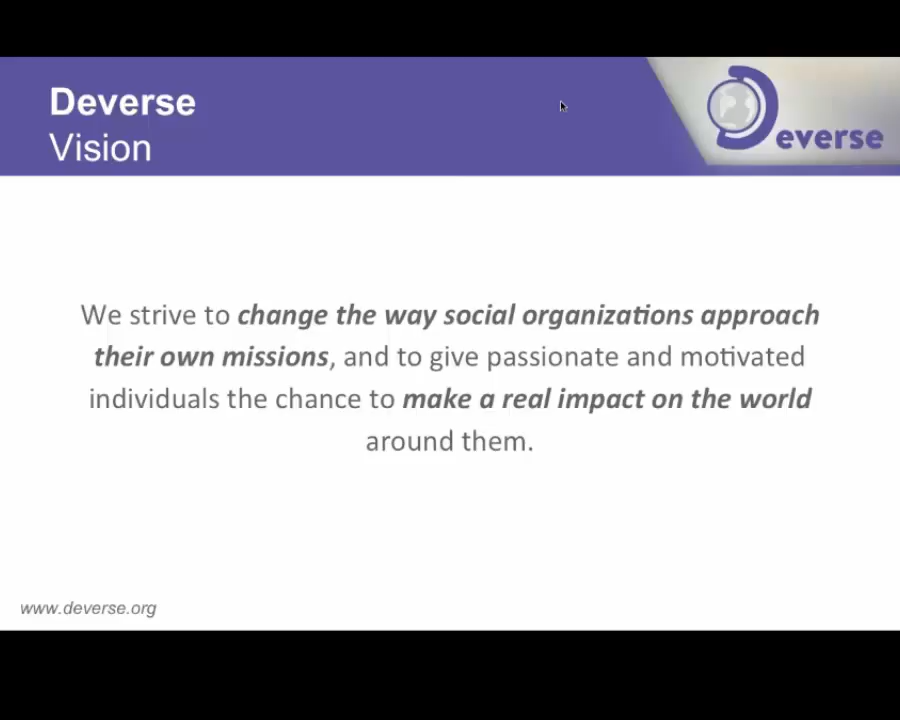 Deverse
Vision
Deverse
We strive to change the way social organizations approach
their own missions, and to give passionate and motivated
individuals the chance to make a real impact on the world
around them.
www.deverse.org